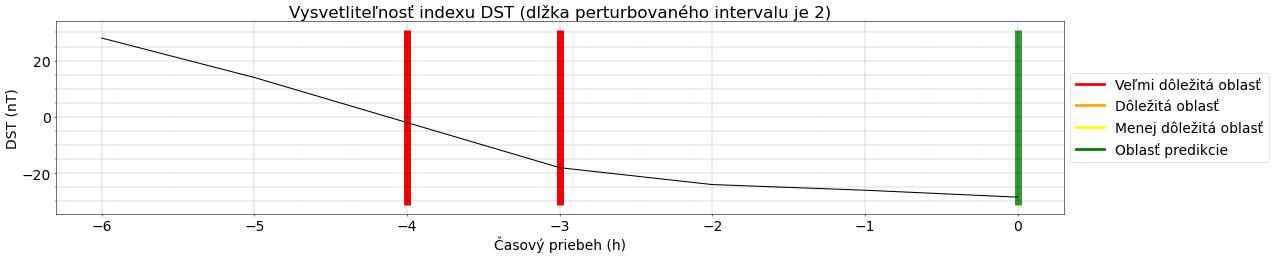 Vysvetliteľnosť indexu DST (dĺžka perturbovaného intervalu je 2)
DST (nT)
20
0
−20
−6 −5 −4 −3 −2 −1 0
Časový priebeh (h)
Veľmi dôležitá oblasť
Dôležitá oblasť
Menej dôležitá oblasť
Oblasť predikcie